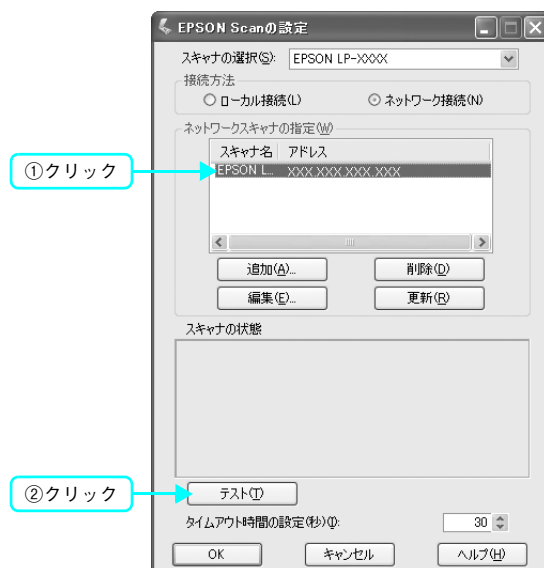 EPSON Scanの設定
スキャナの選択(S): EPSON LP-XXXX
接続方法
ローカル接続(L) ネットワーク接続(N)
ネットワークスキャナの指定(W)
スキャナ名 アドレス
①クリック EPSON L... XXX.XXX.XXX.XXX
追加(A)... 削除(D)
編集(E)... 更新(R)
スキャナの状態
②クリック テスト(T)
タイムアウト時間の設定(秒)(I): 30
OK キャンセル ヘルプ(H)